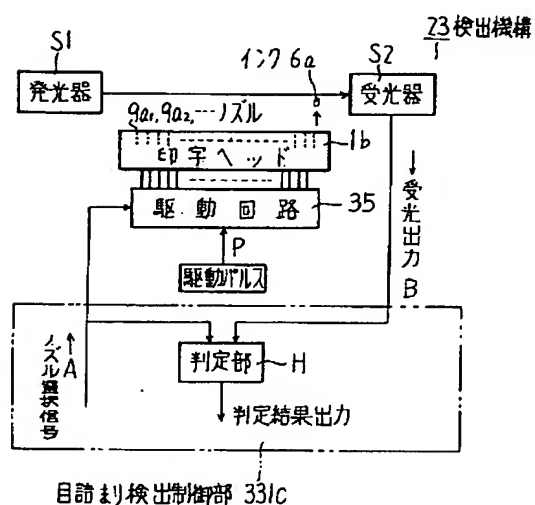 23 検出機構
S1
インク 6a
S2
発光器
受光器
9a1, 9a2, ---ノズル
印字ヘッド
1b
駆動回路
35
↓受光出力 B
P
駆動パルス
ノズル選択信号
↑A
判定部
H
判定結果出力
目詰まり検出制御部 331c